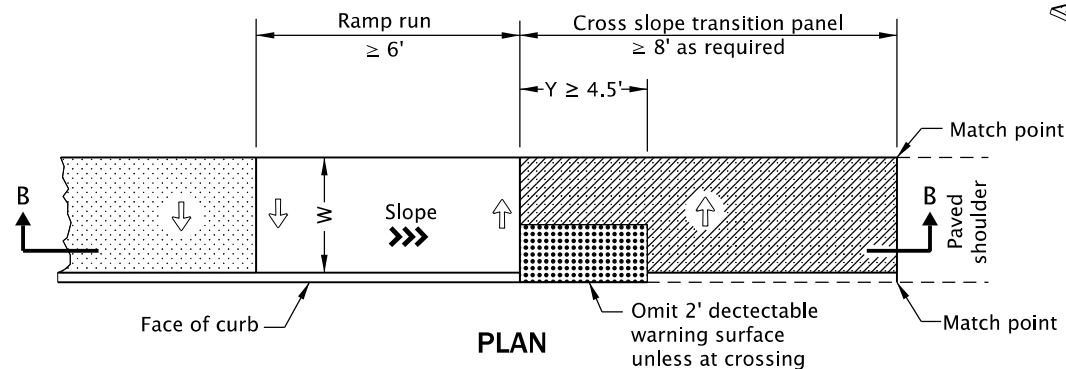 Ramp run
≥ 6'
Cross slope transition panel
≥ 8' as required
Y ≥ 4.5'
Match point
B
W
Slope
B
Paved
shoulder
Face of curb
Omit 2' dectectable
warning surface
unless at crossing
Match point
PLAN